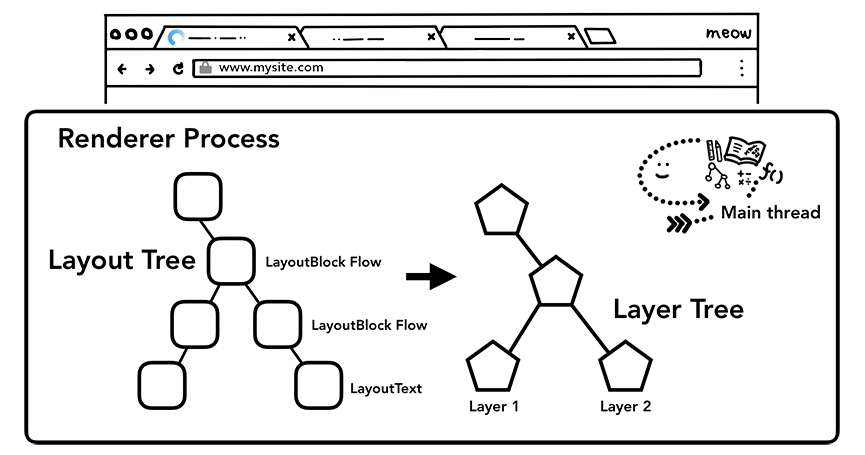 meow
www.mysite.com
Renderer Process
Main thread
Layout Tree
LayoutBlock Flow
LayoutBlock Flow
LayoutText
Layer Tree
Layer 1
Layer 2
f()
+-
×÷